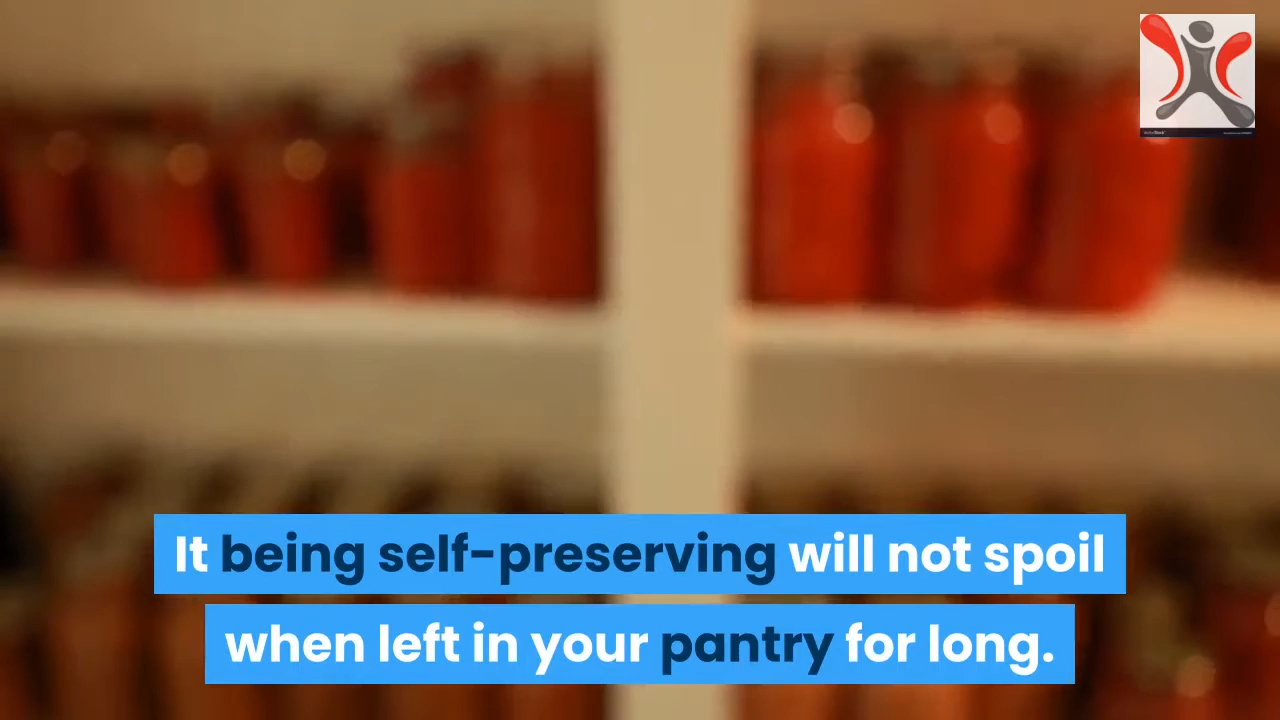 It being self-preserving will not spoil
when left in your pantry for long.